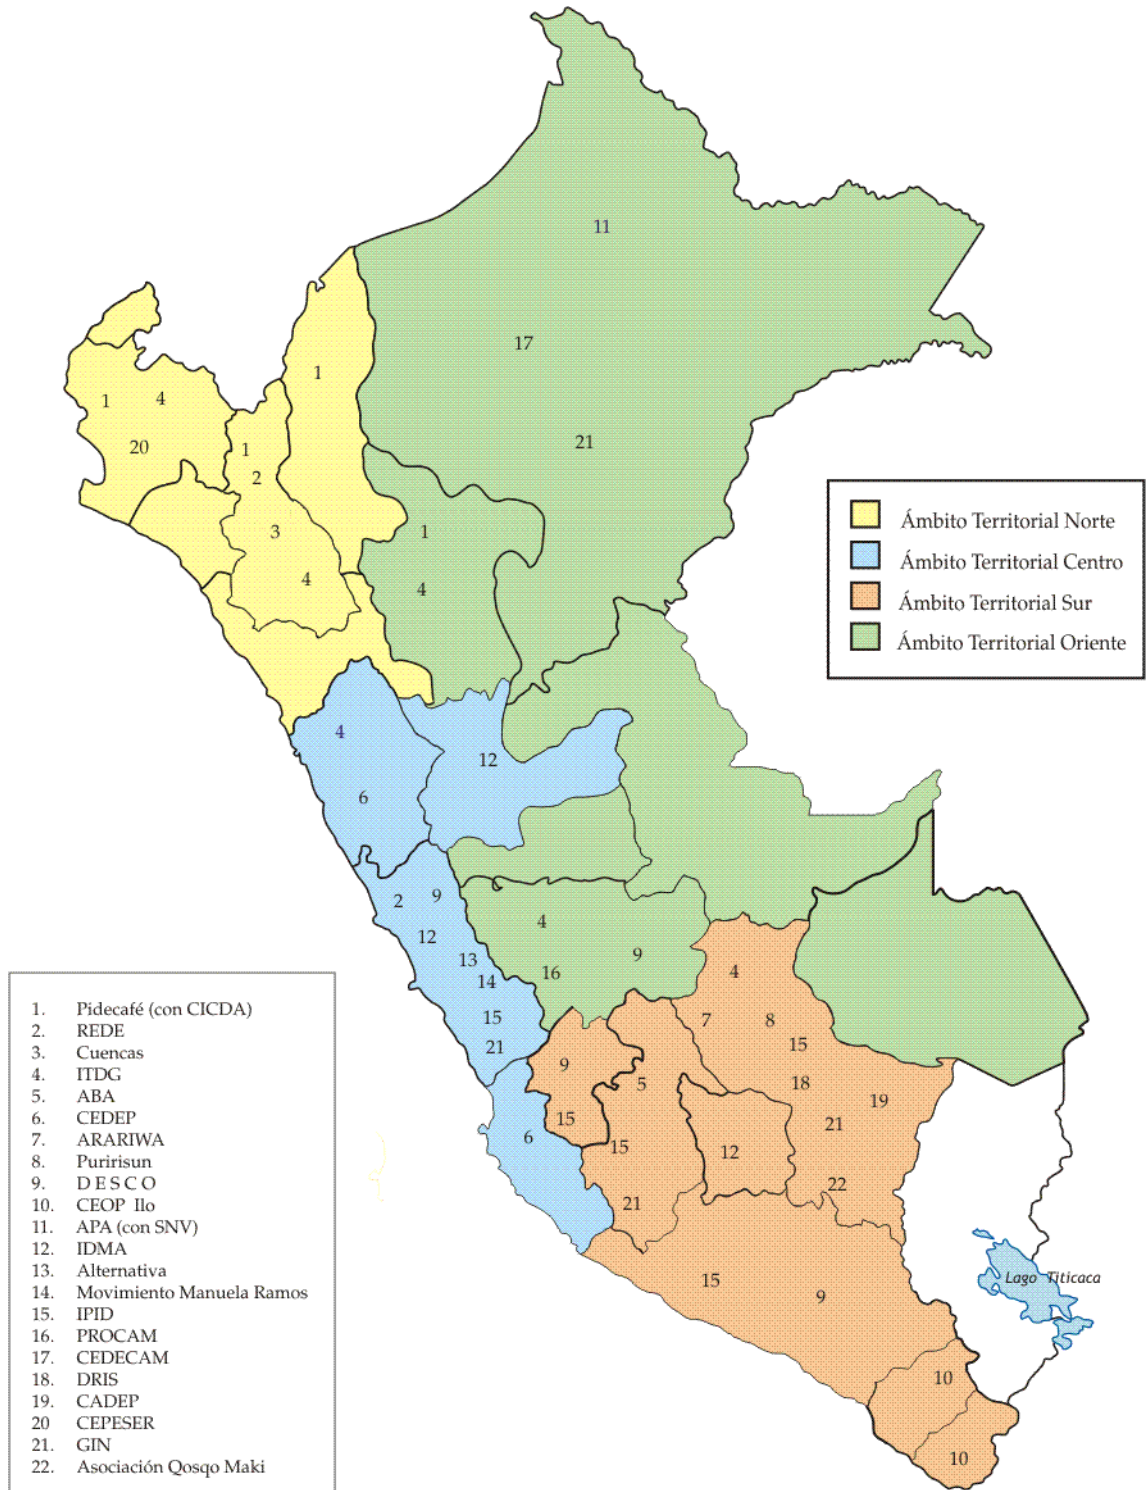 11
17
1
1
4
21
20
1
2
3
1
4
4
Ámbito Territorial Norte
Ámbito Territorial Centro
Ámbito Territorial Sur
Ámbito Territorial Oriente
4
12
6
2
9
4
12
13
9
16
4
14
15
7
8
21
15
9
5
18
19
15
6
15
12
21
21
22
15
9
Lago Titicaca
10
10
1. Pidecafé (con CICDA)
2. REDE
3. Cuencas
4. ITDG
5. ABA
6. CEDEP
7. ARARIWA
8. Puririsun
9. D E S C O
10. CEOP Ilo
11. APA (con SNV)
12. IDMA
13. Alternativa
14. Movimiento Manuela Ramos
15. IPID
16. PROCAM
17. CEDECAM
18. DRIS
19. CADEP
20 CEPESER
21. GIN
22. Asociación Qosqo Maki